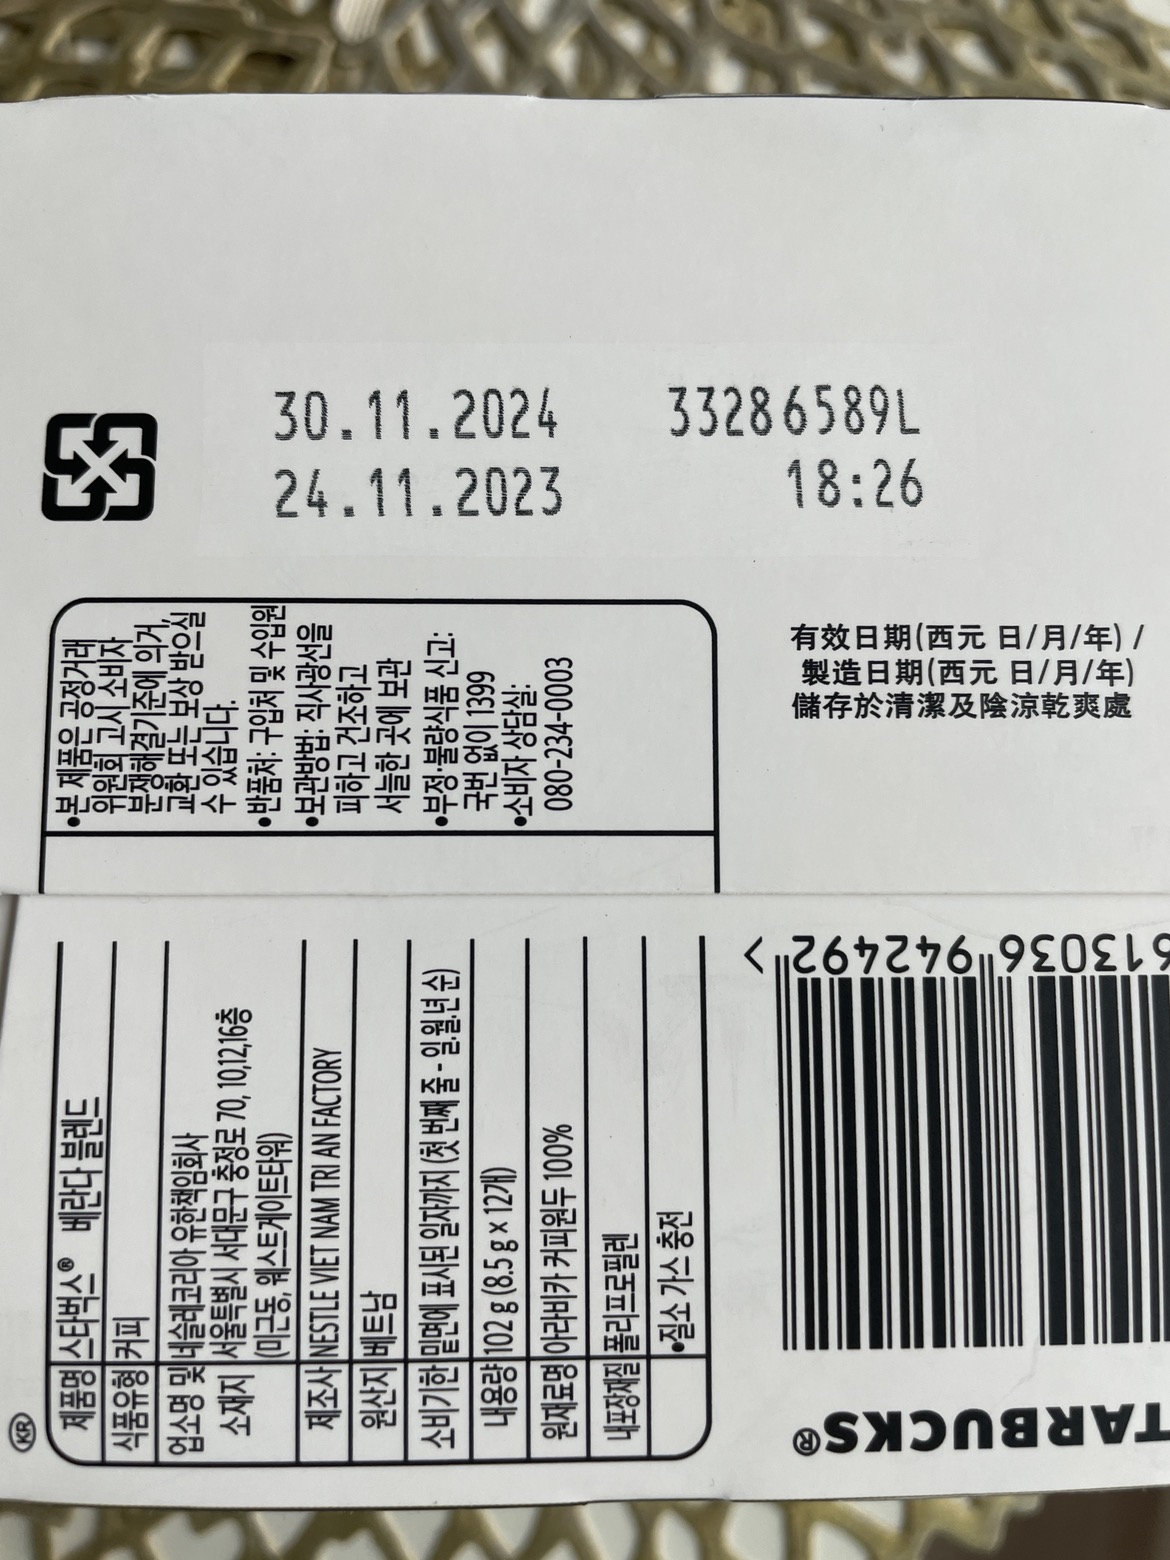 30.11.2024 33286589L
24.11.2023 18:26
•본 제품은 공정거래
위원회 고시 소비자
분쟁해결기준에 의거,
교환 또는 보상 받으실
수 있습니다.
•반품처: 구입처 및 수입원
•보관방법: 직사광선을
피하고 건조하고
서늘한 곳에 보관
•부정·불량식품 신고:
국번 없이 1399
•소비자 상담실:
080-234-0003
有效日期(西元 日/月/年) /
製造日期(西元 日/月/年)
儲存於清潔及陰涼乾爽處
KR
제품명 스타벅스® 베란다 블렌드
식품유형 커피
업소명 및 네슬레코리아 유한책임회사
소재지 서울특별시 서대문구 충정로 70, 10,12,16층
(미근동, 웨스트게이트타워)
제조사 NESTLE VIET NAM TRI AN FACTORY
원산지 베트남
소비기한 밑면에 표시된 일자까지 (첫 번째 줄 - 일.월.년 순)
내용량 102 g (8.5 g x 12개)
원재료명 아라비카 커피원두 100%
내포장재질 폴리프로필렌
•질소 가스 충전
613036 942492 >
TARBUCKS®